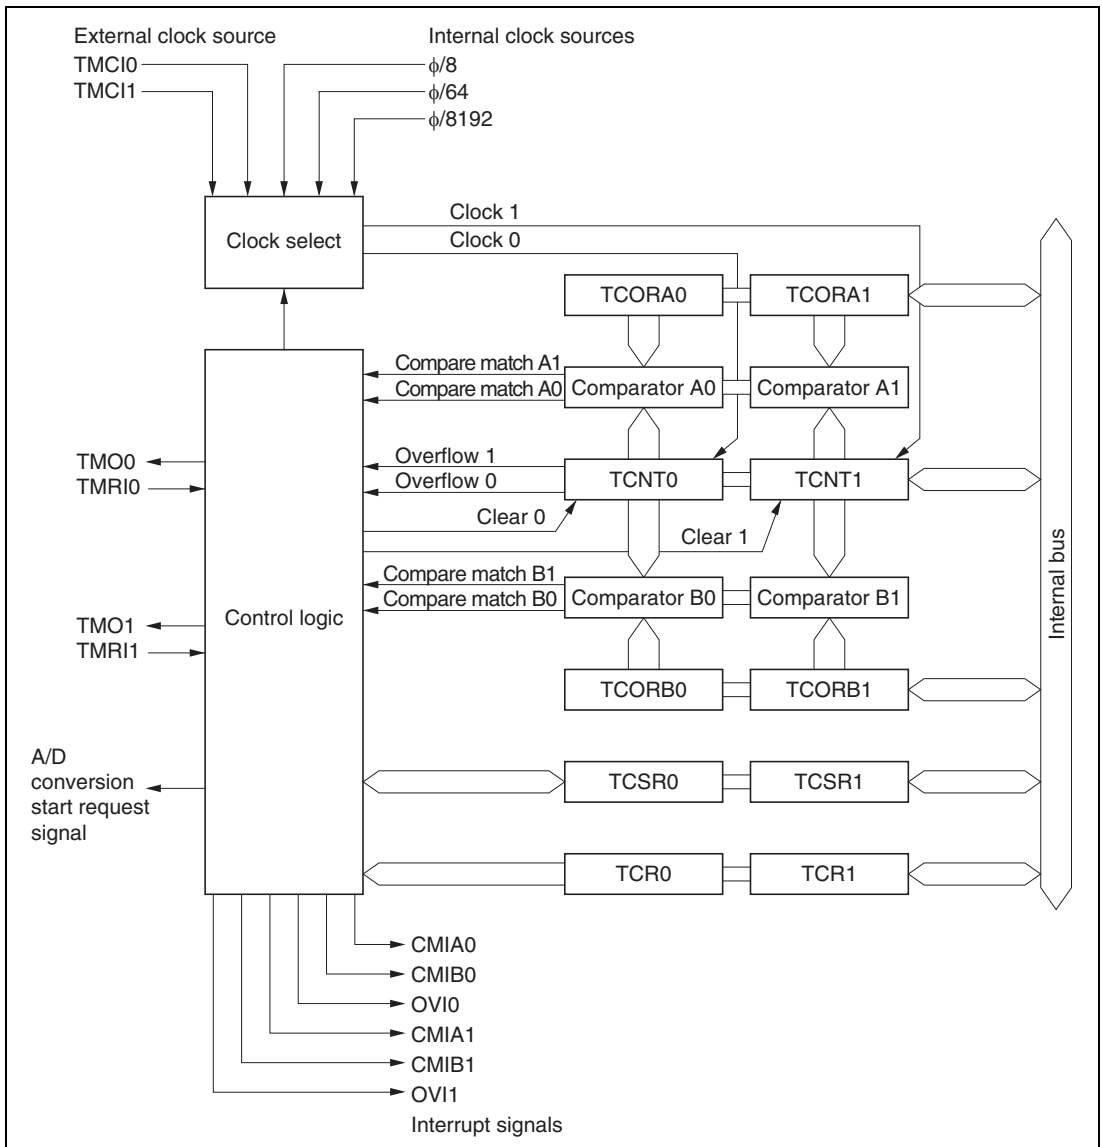 External clock source
Internal clock sources
TMCI0
ϕ/8
TMCI1
ϕ/64
ϕ/8192
Clock select
Clock 1
Clock 0
TCORA0
TCORA1
Compare match A1
Compare match A0
Comparator A0
Comparator A1
TMO0
TMRI0
Overflow 1
Overflow 0
TCNT0
TCNT1
Clear 0
Clear 1
Compare match B1
Compare match B0
Comparator B0
Comparator B1
Control logic
TMO1
TMRI1
TCORB0
TCORB1
Internal bus
A/D
conversion
start request
signal
TCSR0
TCSR1
TCR0
TCR1
CMIA0
CMIB0
OVI0
CMIA1
CMIB1
OVI1
Interrupt signals